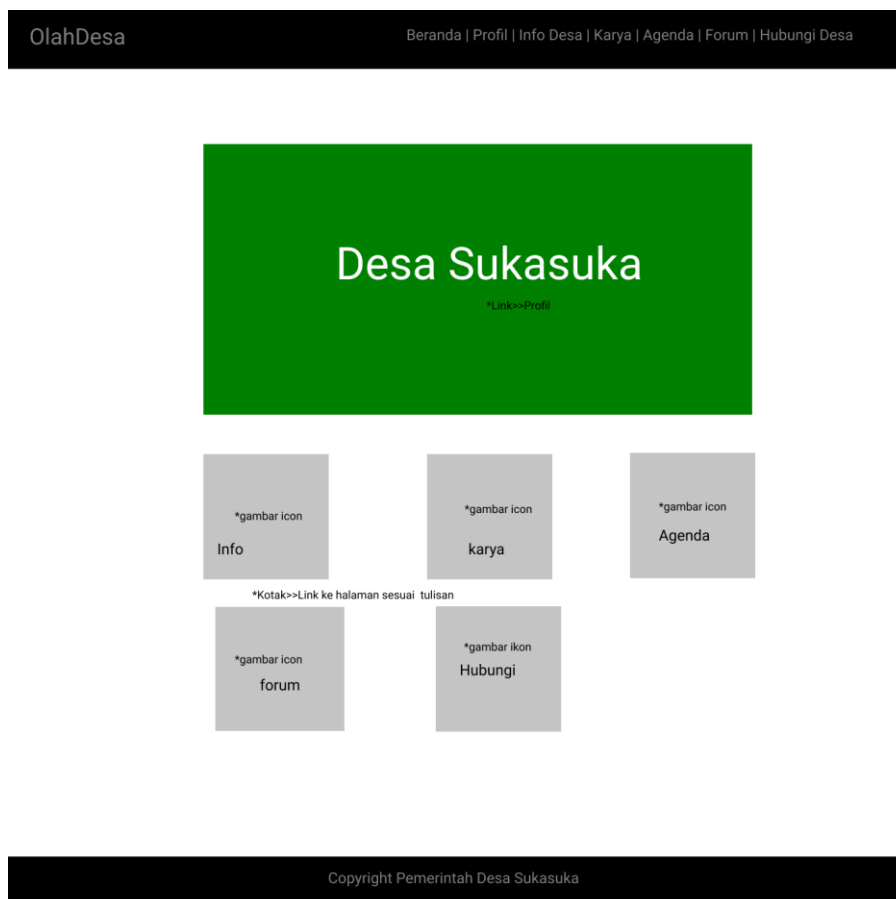 OlahDesa
Beranda | Profil | Info Desa | Karya | Agenda | Forum | Hubungi Desa
Desa Sukasuka
*Link>>Profil
*gambar icon
Info
*gambar icon
karya
*gambar icon
Agenda
*Kotak>>Link ke halaman sesuai tulisan
*gambar icon
forum
*gambar ikon
Hubungi
Copyright Pemerintah Desa Sukasuka